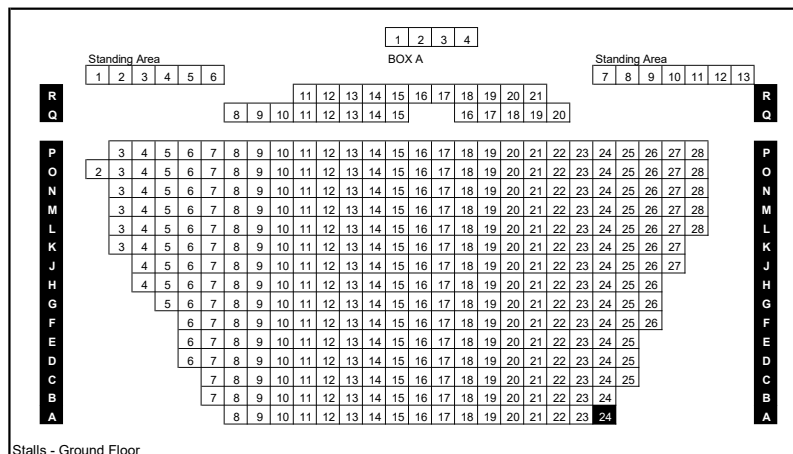 1 2 3 4
Standing Area BOX A Standing Area
1 2 3 4 5 6 7 8 9 10 11 12 13
R 11 12 13 14 15 16 17 18 19 20 21 R
Q 8 9 10 11 12 13 14 15 16 17 18 19 20 Q
P 3 4 5 6 7 8 9 10 11 12 13 14 15 16 17 18 19 20 21 22 23 24 25 26 27 28 P
O 2 3 4 5 6 7 8 9 10 11 12 13 14 15 16 17 18 19 20 21 22 23 24 25 26 27 28 O
N 3 4 5 6 7 8 9 10 11 12 13 14 15 16 17 18 19 20 21 22 23 24 25 26 27 28 N
M 3 4 5 6 7 8 9 10 11 12 13 14 15 16 17 18 19 20 21 22 23 24 25 26 27 28 M
L 3 4 5 6 7 8 9 10 11 12 13 14 15 16 17 18 19 20 21 22 23 24 25 26 27 28 L
K 3 4 5 6 7 8 9 10 11 12 13 14 15 16 17 18 19 20 21 22 23 24 25 26 27 K
J 4 5 6 7 8 9 10 11 12 13 14 15 16 17 18 19 20 21 22 23 24 25 26 27 J
H 4 5 6 7 8 9 10 11 12 13 14 15 16 17 18 19 20 21 22 23 24 25 26 H
G 5 6 7 8 9 10 11 12 13 14 15 16 17 18 19 20 21 22 23 24 25 26 G
F 6 7 8 9 10 11 12 13 14 15 16 17 18 19 20 21 22 23 24 25 26 F
E 6 7 8 9 10 11 12 13 14 15 16 17 18 19 20 21 22 23 24 25 E
D 6 7 8 9 10 11 12 13 14 15 16 17 18 19 20 21 22 23 24 25 D
C 7 8 9 10 11 12 13 14 15 16 17 18 19 20 21 22 23 24 25 C
B 7 8 9 10 11 12 13 14 15 16 17 18 19 20 21 22 23 24 B
A 8 9 10 11 12 13 14 15 16 17 18 19 20 21 22 23 24 A
Stalls - Ground Floor